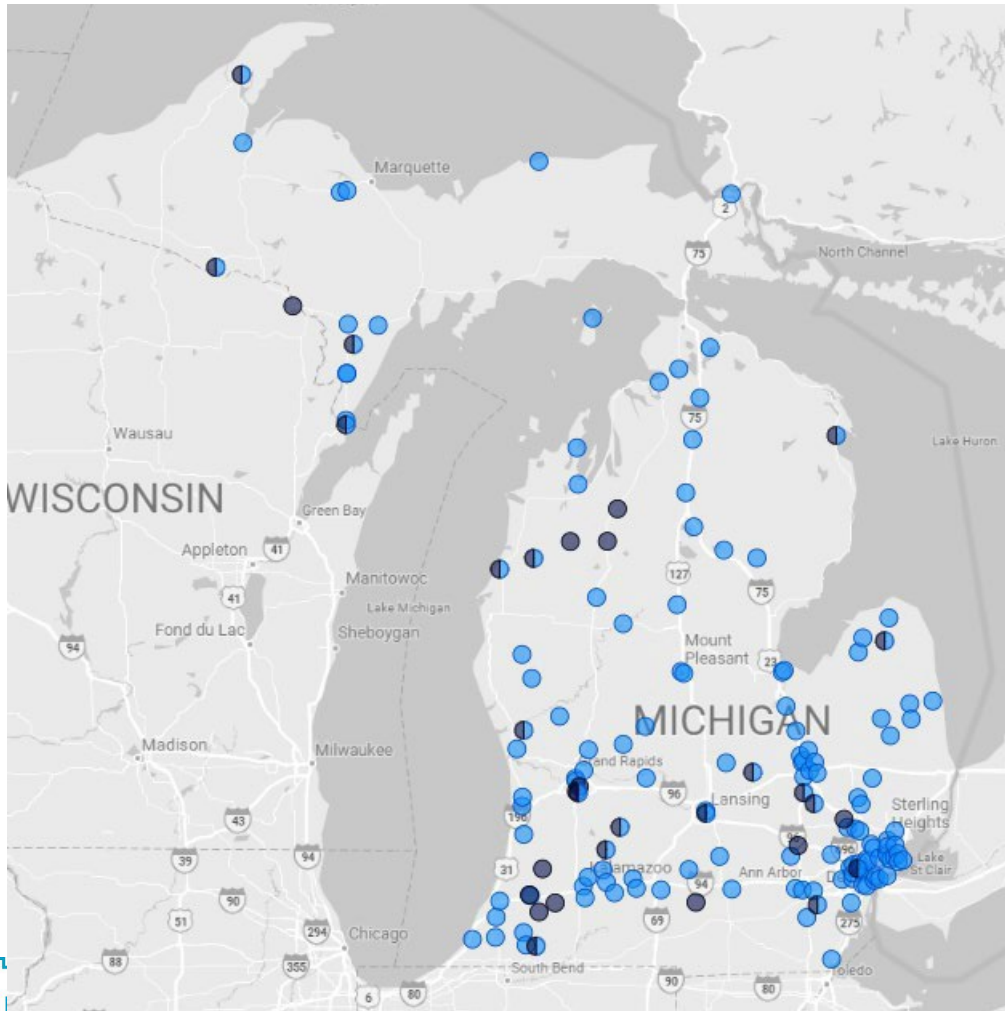 Marquette
2
75
North Channel
75
Lake Huron
Wausau
WISCONSIN
Green Bay
Appleton
41
Manitowoc
127
41
Lake Michigan
75
Fond du Lac
Sheboygan
94
Mount
Pleasant
23
MICHIGAN
Madison
Milwaukee
Rapids
96
Lansing
196
Sterling
Heights
43
96
696
39
94
31
Lake
St Clair
94
Ann Arbor
90
51
69
275
294
Chicago
88
355
South Bend
Toledo
90
80
6
80